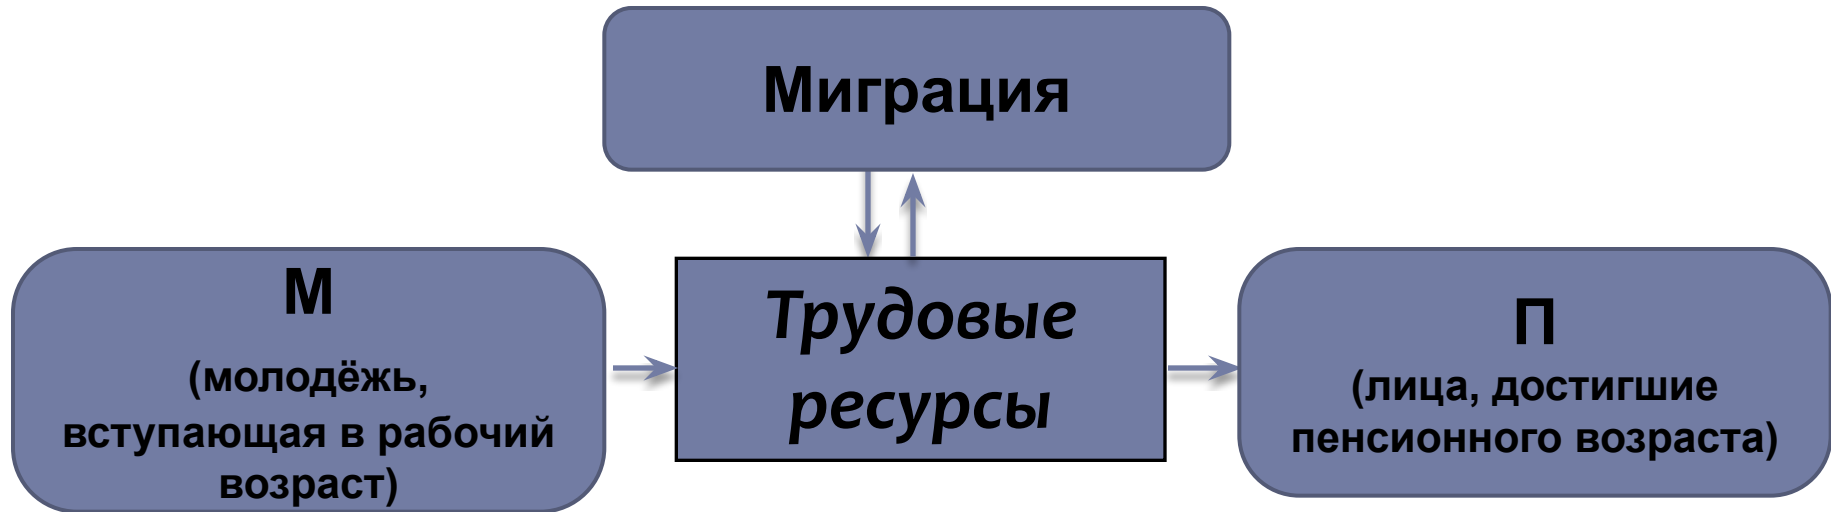 Миграция
М
(молодёжь,
вступающая в рабочий
возраст)
Трудовые
ресурсы
П
(лица, достигшие
пенсионного возраста)